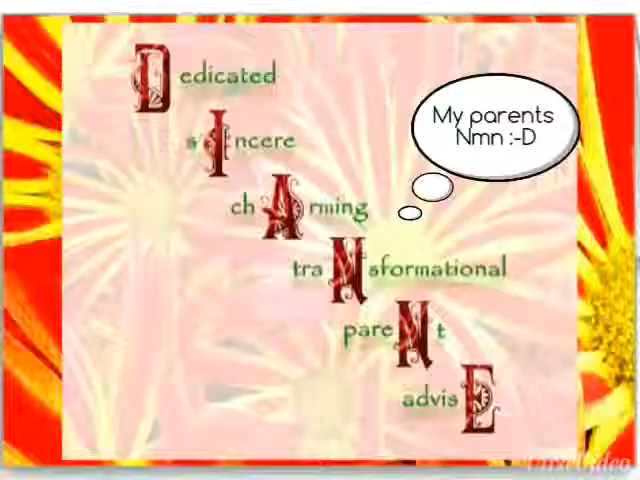 Dedicated
sIncere
chArming
traNsformational
pareNt
advisE
My parents
Nmn :-D